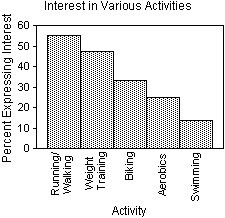 Interest in Various Activities
Percent Expressing Interest
60
50
40
30
20
10
0
Running/
Walking
Weight
Training
Biking
Aerobics
Swimming
Activity